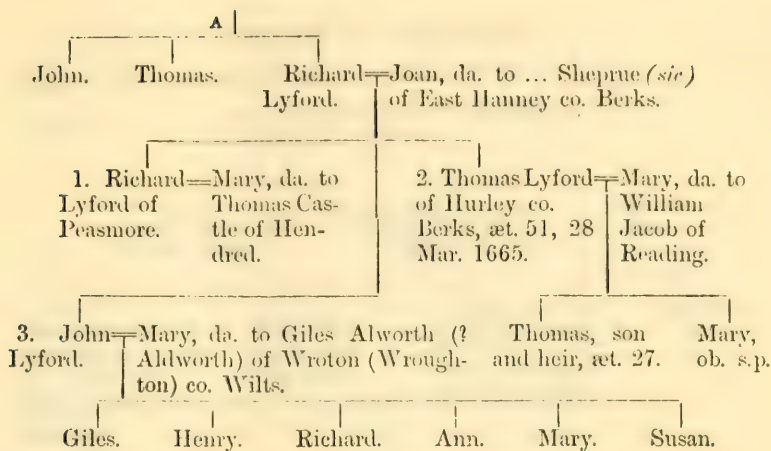 A
John. Thomas. Richard Lyford.
Joan, da. to ... Sheprue (sic)
of East Hanney co. Berks.
1. Richard
Lyford of
Peasmore.
Mary, da. to
Thomas Cas-
tle of Hen-
dred.
2. Thomas Lyford
of Hurley co.
Berks, æt. 51, 28
Mar. 1665.
Mary, da. to
William
Jacob of
Reading.
3. John
Lyford.
Mary, da. to Giles Alworth (?
Aldworth) of Wroton (Wrough-
ton) co. Wilts.
Thomas, son
and heir, æt. 27.
Mary,
ob. s.p.
Giles. Henry. Richard. Ann. Mary. Susan.